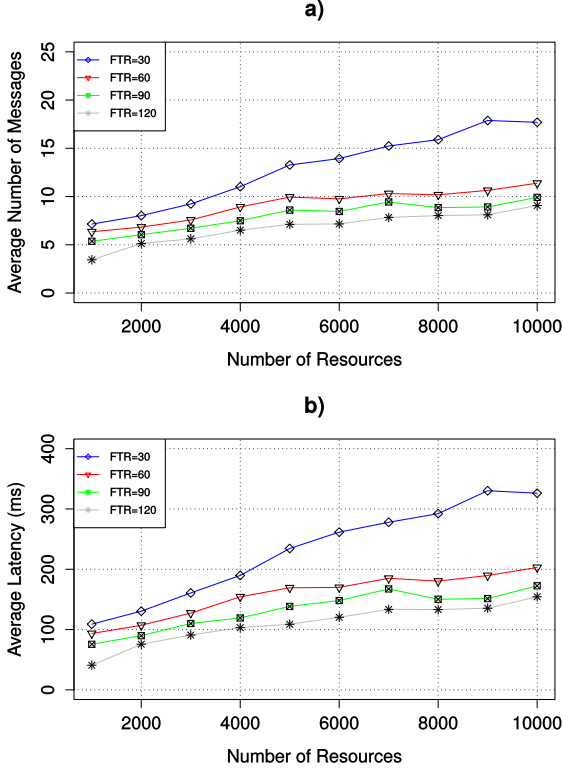 a)
Average Number of Messages
25
20
15
10
5
0
FTR=30
FTR=60
FTR=90
FTR=120
2000
4000
6000
8000
10000
Number of Resources
b)
Average Latency (ms)
400
300
200
100
0
FTR=30
FTR=60
FTR=90
FTR=120
2000
4000
6000
8000
10000
Number of Resources